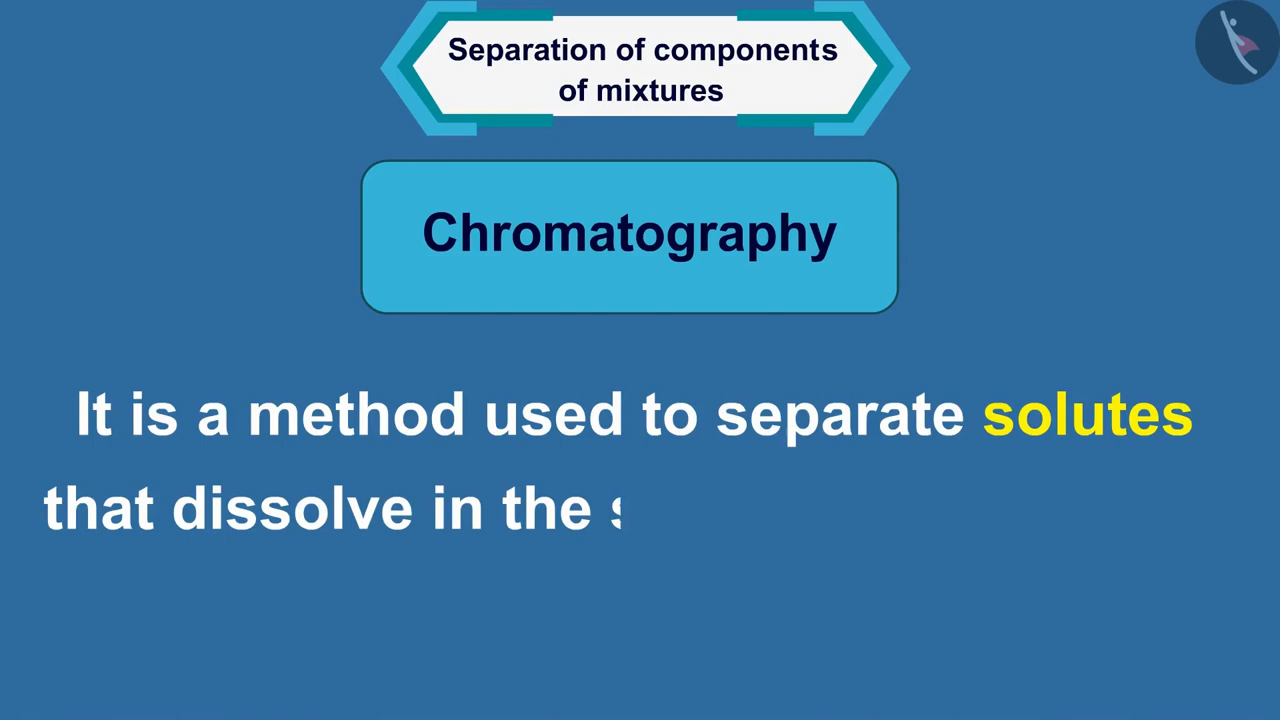 Separation of components
of mixtures
Chromatography
It is a method used to separate solutes
that dissolve in the